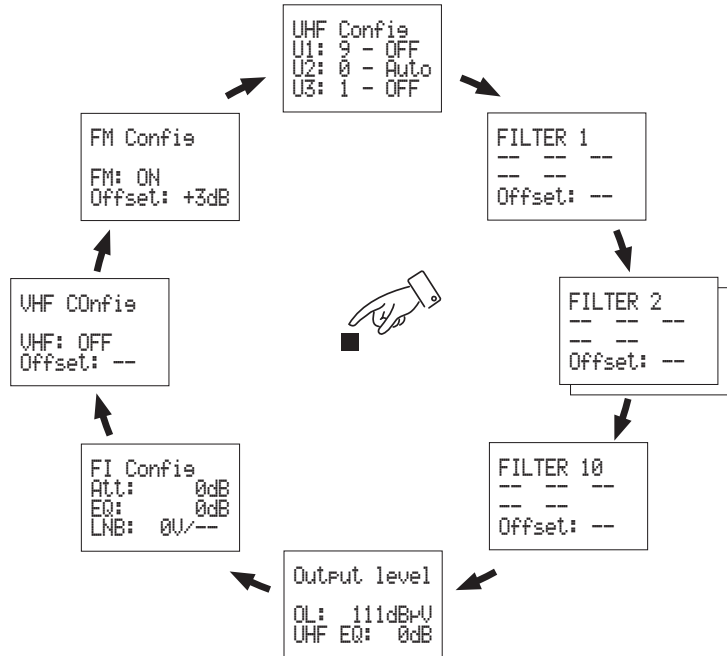 UHF Config
U1: 9 - OFF
U2: 0 - Auto
U3: 1 - OFF
FILTER 1
-- -- --
-- --
Offset: --
FILTER 2
-- -- --
-- --
Offset: --
FILTER 10
-- -- --
-- --
Offset: --
Output level
OL: 111dBµV
UHF EQ: 0dB
FI Config
Att: 0dB
EQ: 0dB
LNB: 0V/--
VHF COnfig
VHF: OFF
Offset: --
FM Config
FM: ON
Offset: +3dB